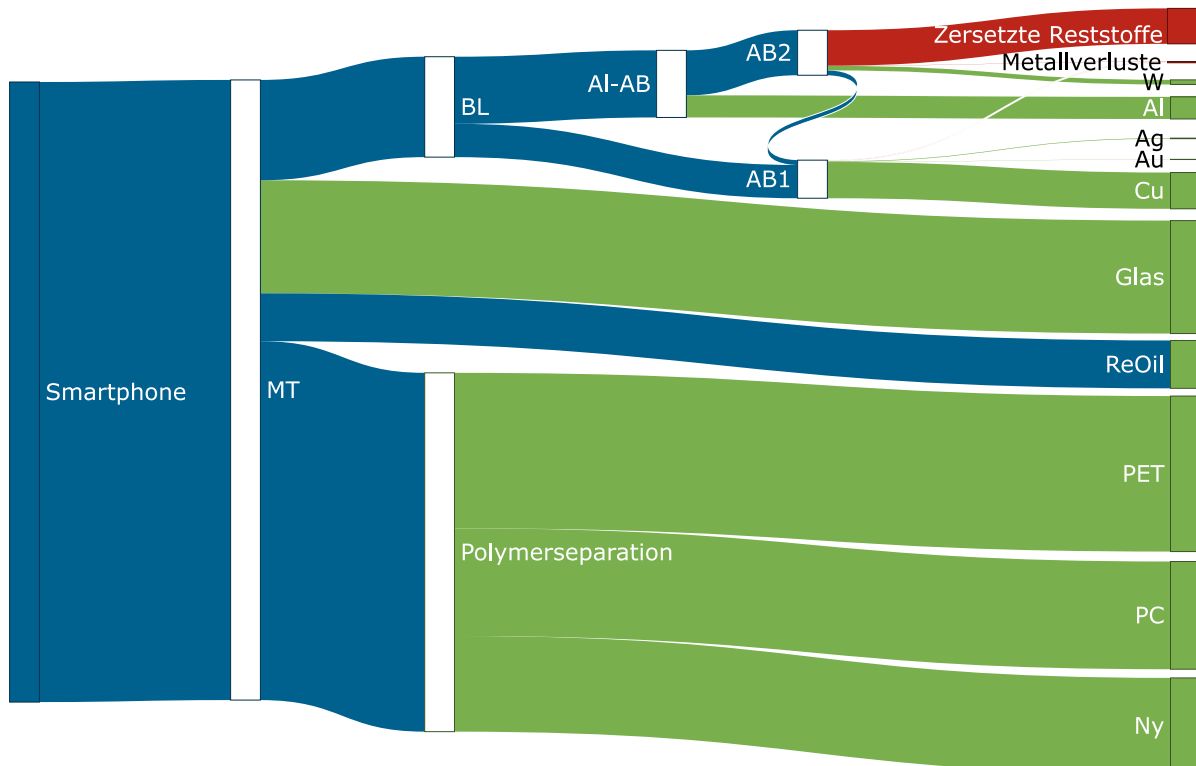 Smartphone
MT
BL
Polymerseparation
Al-AB
AB2
AB1
Zersetzte Reststoffe
Metallverluste
W
Al
Ag
Au
Cu
Glas
ReOil
PET
PC
Ny